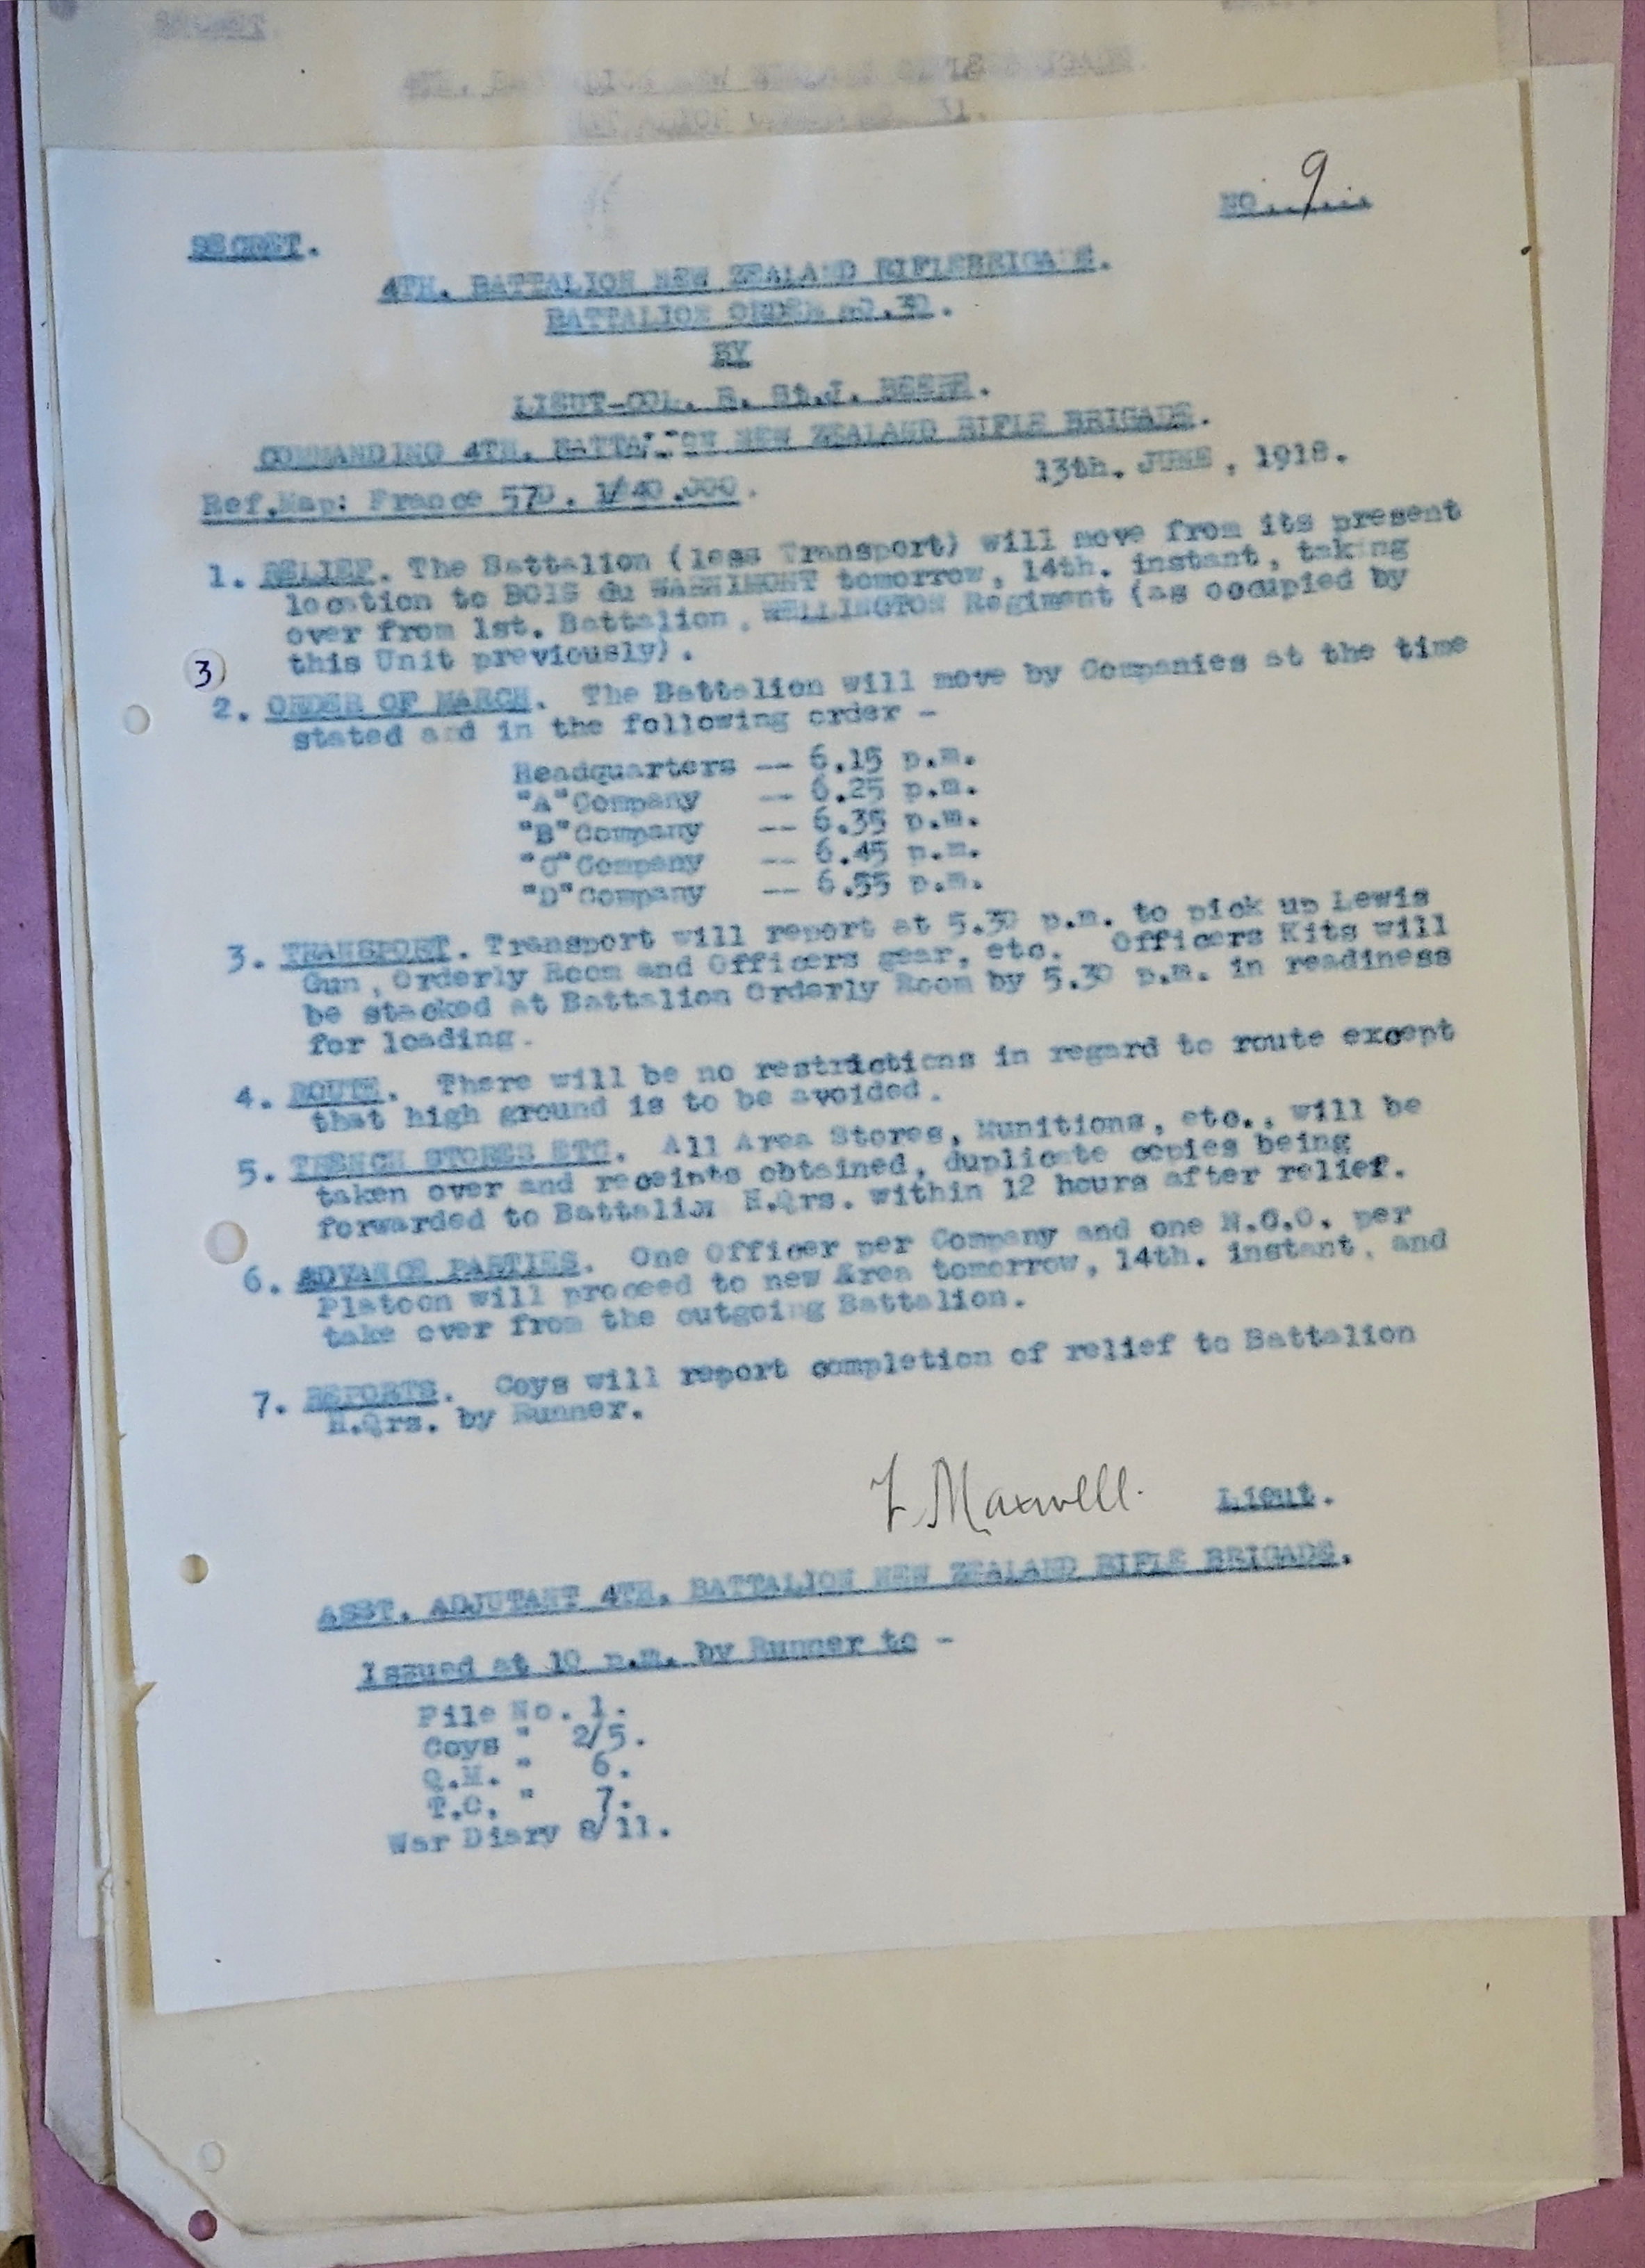 SECRET.
NO...9...
SECRET.
4TH. BATTALION NEW ZEALAND RIFLEBRIGADE.
BATTALION ORDER NO.
BY
LIEUT-COL. R. St.J. BEERE.
COMMANDING 4TH. BATTALION NEW ZEALAND RIFLE BRIGADE.
13th. JUNE, 1918.
Ref.Map: France 57D. 1/40.000.
1. RELIEF. The Battalion (less Transport) will move from its present
location to BOIS du WARNIMONT tomorrow, 14th. instant, taking
over from 1st. Battalion, WELLINGTON Regiment (as occupied by
this Unit previously).
3
2. ORDER OF MARCH. The Battalion will move by Companies at the time
stated and in the following order -
Headquarters -- 6.15 p.m.
"A"Company -- 6.25 p.m.
"B"Company -- 6.35 p.m.
"C"Company -- 6.45 p.m.
"D"Company -- 6.55 p.m.
3. TRANSPORT. Transport will report at 5.30 p.m. to pick up Lewis
Gun, Orderly Room and Officers gear, etc. Officers Kits will
be stacked at Battalion Orderly Room by 5.30 p.m. in readiness
for loading.
4. ROUTE. There will be no restrictions in regard to route except
that high ground is to be avoided.
5. TRENCH STORES ETC. All Area Stores, Munitions, etc., will be
taken over and receipts obtained, duplicate copies being
forwarded to Battalion H.Qrs. within 12 hours after relief.
6. ADVANCE PARTIES. One Officer per Company and one N.C.O. per
Platoon will proceed to new Area tomorrow, 14th. instant, and
take over from the outgoing Battalion.
7. REPORTS. Coys will report completion of relief to Battalion
H.Qrs. by Runner.
Maxwell. Lieut.
ASST. ADJUTANT 4TH. BATTALION NEW ZEALAND RIFLE BRIGADE.
Issued at 10 p.m. by Runner to -
File No. 1.
Coys " 2/5.
Q.M. " 6.
T.O. " 7.
War Diary 8/11.